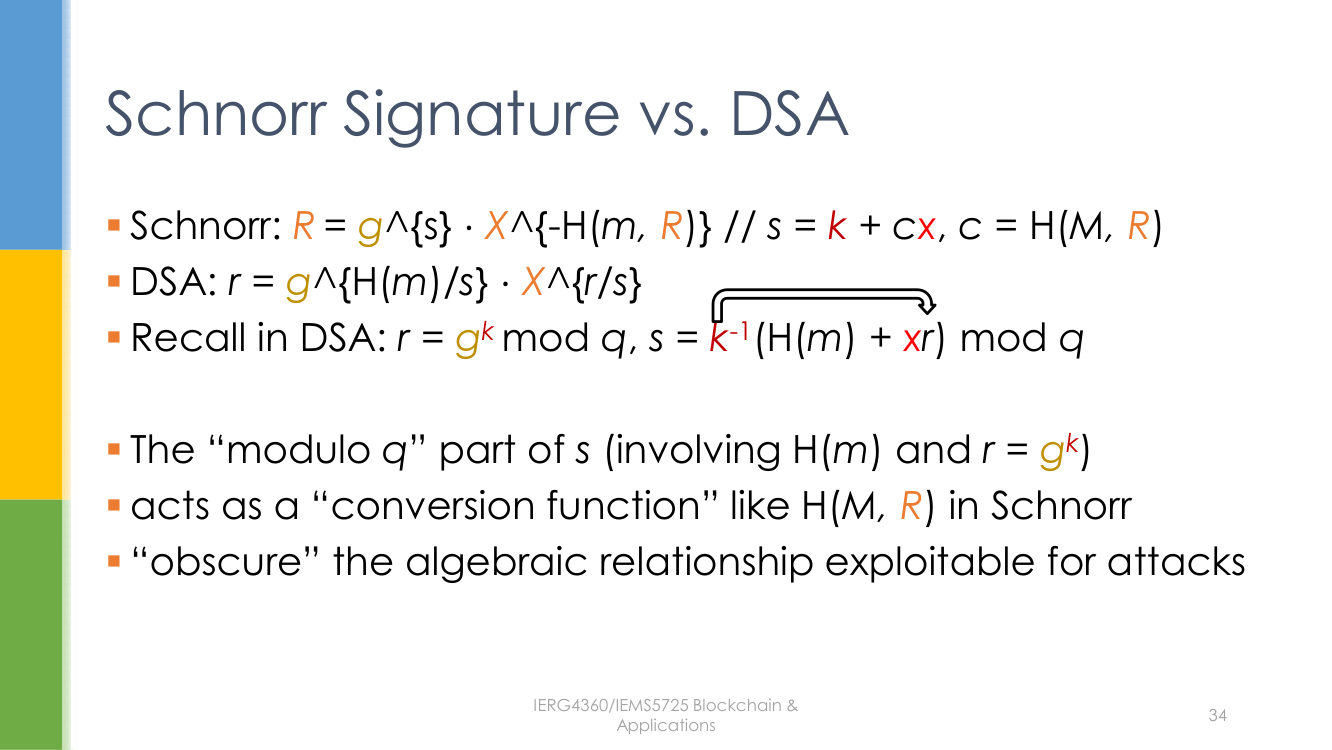 Schnorr Signature vs. DSA
▪ Schnorr: R = g^{s} · X^{-H(m, R)} // s = k + cx, c = H(M, R)
▪ DSA: r = g^{H(m)/s} · X^{r/s}
▪ Recall in DSA: r = gᵏ mod q, s = k⁻¹(H(m) + xr) mod q
▪ The “modulo q” part of s (involving H(m) and r = gᵏ)
▪ acts as a “conversion function” like H(M, R) in Schnorr
▪ “obscure” the algebraic relationship exploitable for attacks
IERG4360/IEMS5725 Blockchain &
Applications
34